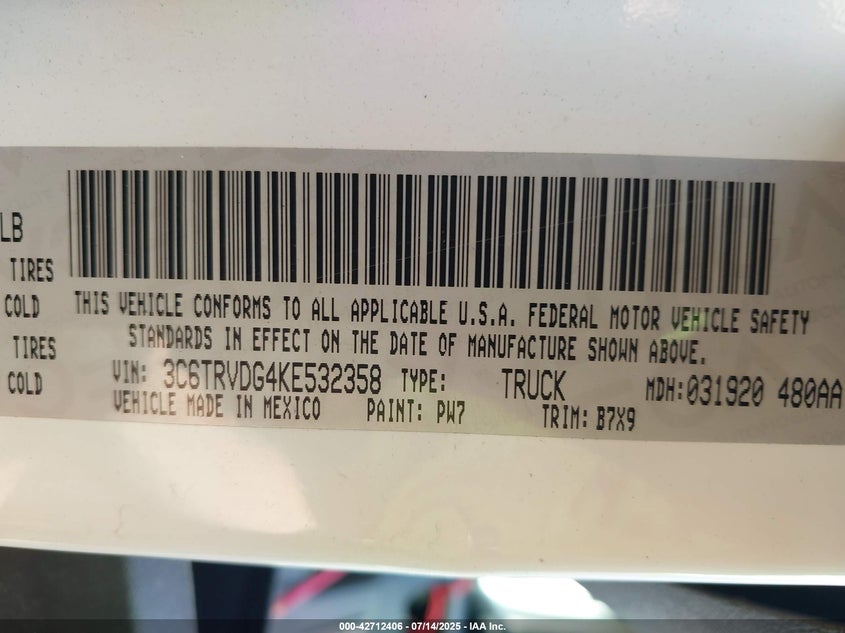 LB
TIRES
COLD
TIRES
COLD
THIS VEHICLE CONFORMS TO ALL APPLICABLE U.S.A. FEDERAL MOTOR VEHICLE SAFETY
STANDARDS IN EFFECT ON THE DATE OF MANUFACTURE SHOWN ABOVE.
VIN: 3C6TRVDG4KE532358 TYPE: TRUCK MDH:031920 480AA
VEHICLE MADE IN MEXICO PAINT: PW7 TRIM: B7X9
000-42712406 - 07/14/2025 - IAA Inc.